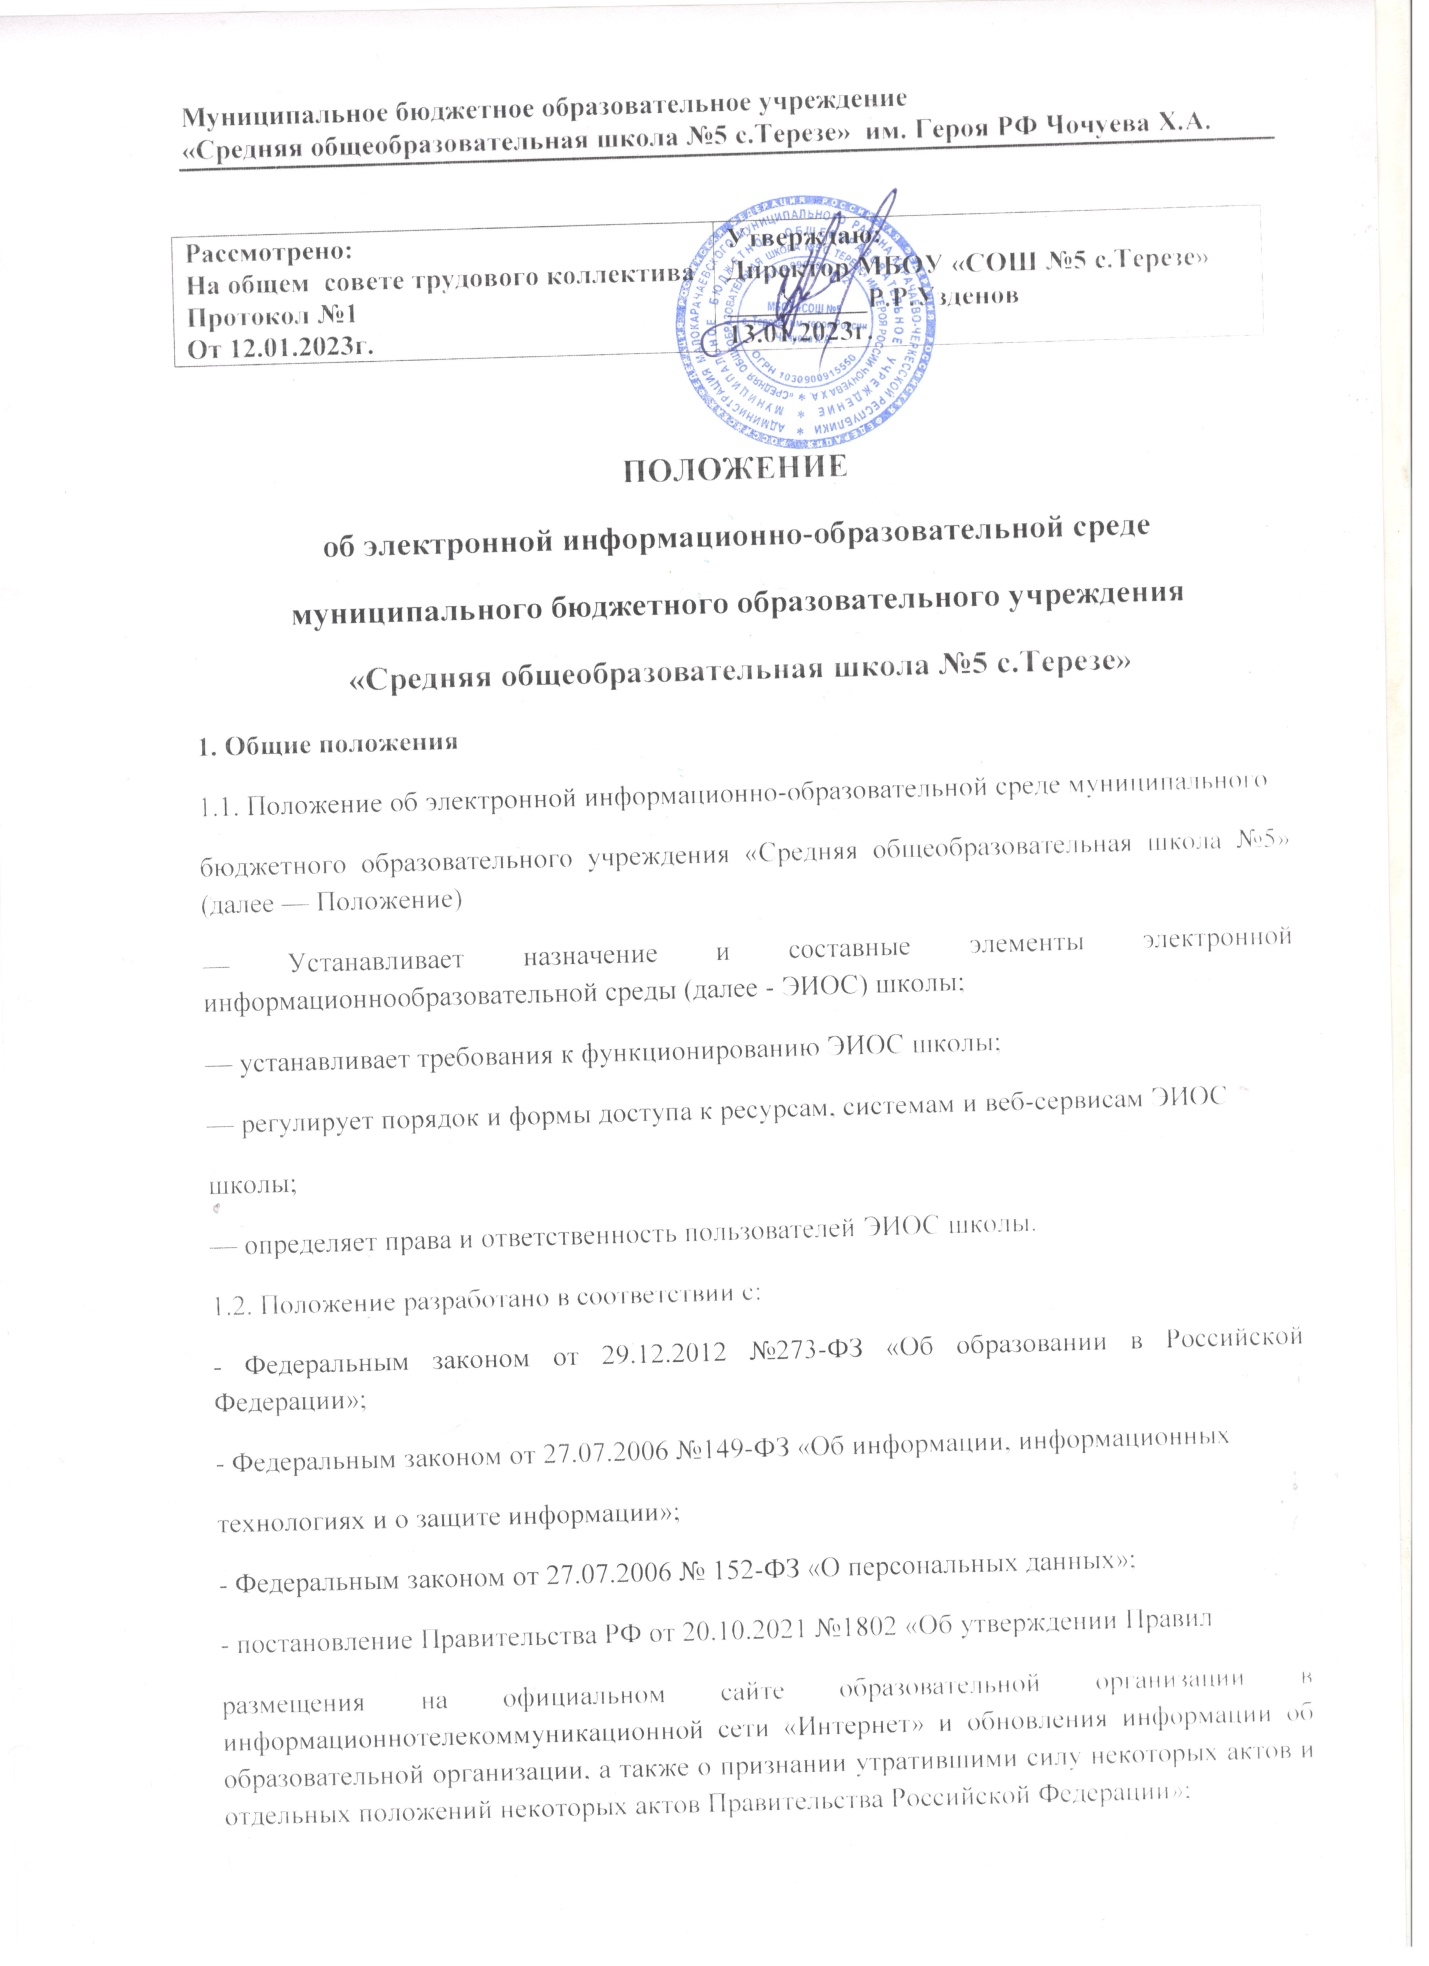 Муниципальное бюджетное образовательное учреждение
«Средняя общеобразовательная школа №5 с.Терезе» им. Героя РФ Чочуева Х.А.
Рассмотрено:
На общем совете трудового коллектива
Протокол №1
От 12.01.2023г.
Утверждаю:
Директор МБОУ «СОШ №5 с.Терезе»
Р.Р.Узденов
13.01.2023г.
ОГРН 1030900915550
ПОЛОЖЕНИЕ
об электронной информационно-образовательной среде
муниципального бюджетного образовательного учреждения
«Средняя общеобразовательная школа №5 с.Терезе»
1. Общие положения
1.1. Положение об электронной информационно-образовательной среде муниципального
бюджетного образовательного учреждения «Средняя общеобразовательная школа №5»
(далее — Положение)
— Устанавливает назначение и составные элементы электронной
информационнообразовательной среды (далее - ЭИОС) школы;
— устанавливает требования к функционированию ЭИОС школы;
— регулирует порядок и формы доступа к ресурсам, системам и веб-сервисам ЭИОС
школы;
— определяет права и ответственность пользователей ЭИОС школы.
1.2. Положение разработано в соответствии с:
- Федеральным законом от 29.12.2012 №273-ФЗ «Об образовании в Российской
Федерации»;
- Федеральным законом от 27.07.2006 №149-ФЗ «Об информации, информационных
технологиях и о защите информации»;
- Федеральным законом от 27.07.2006 № 152-ФЗ «О персональных данных»;
- постановление Правительства РФ от 20.10.2021 №1802 «Об утверждении Правил
размещения на официальном сайте образовательной организации в
информационнотелекоммуникационной сети «Интернет» и обновления информации об
образовательной организации, а также о признании утратившими силу некоторых актов и
отдельных положений некоторых актов Правительства Российской Федерации»;